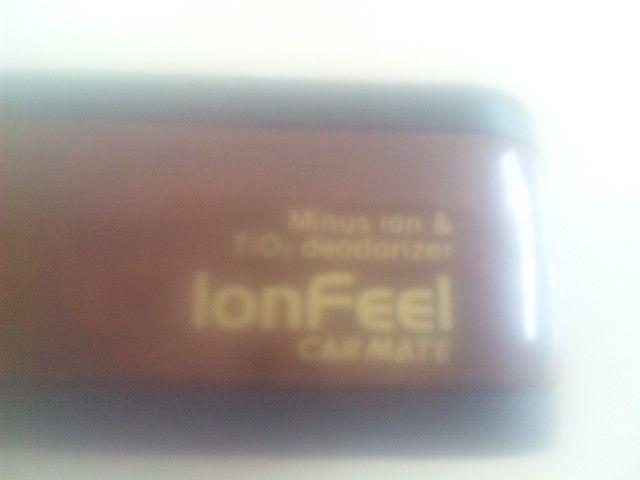 Minus ion &
TiO₂ deodorizer
IonFeel
CARMATE